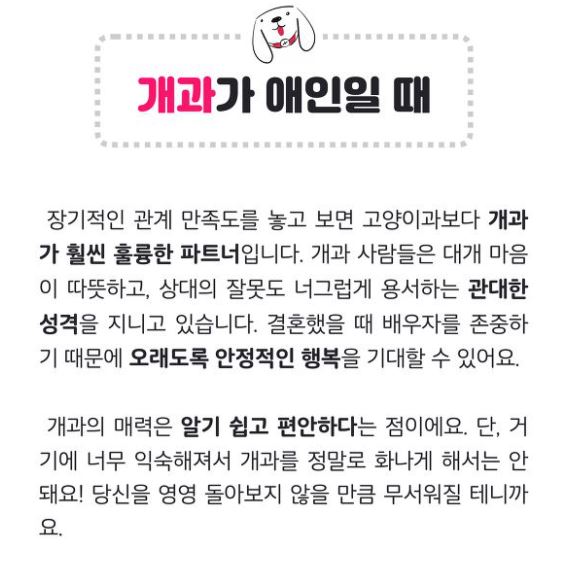 개과가 애인일 때
장기적인 관계 만족도를 놓고 보면 고양이과보다 개과
가 훨씬 훌륭한 파트너입니다. 개과 사람들은 대개 마음
이 따뜻하고, 상대의 잘못도 너그럽게 용서하는 관대한
성격을 지니고 있습니다. 결혼했을 때 배우자를 존중하
기 때문에 오래도록 안정적인 행복을 기대할 수 있어요.
개과의 매력은 알기 쉽고 편안하다는 점이에요. 단, 거
기에 너무 익숙해져서 개과를 정말로 화나게 해서는 안
돼요! 당신을 영영 돌아보지 않을 만큼 무서워질 테니까
요.